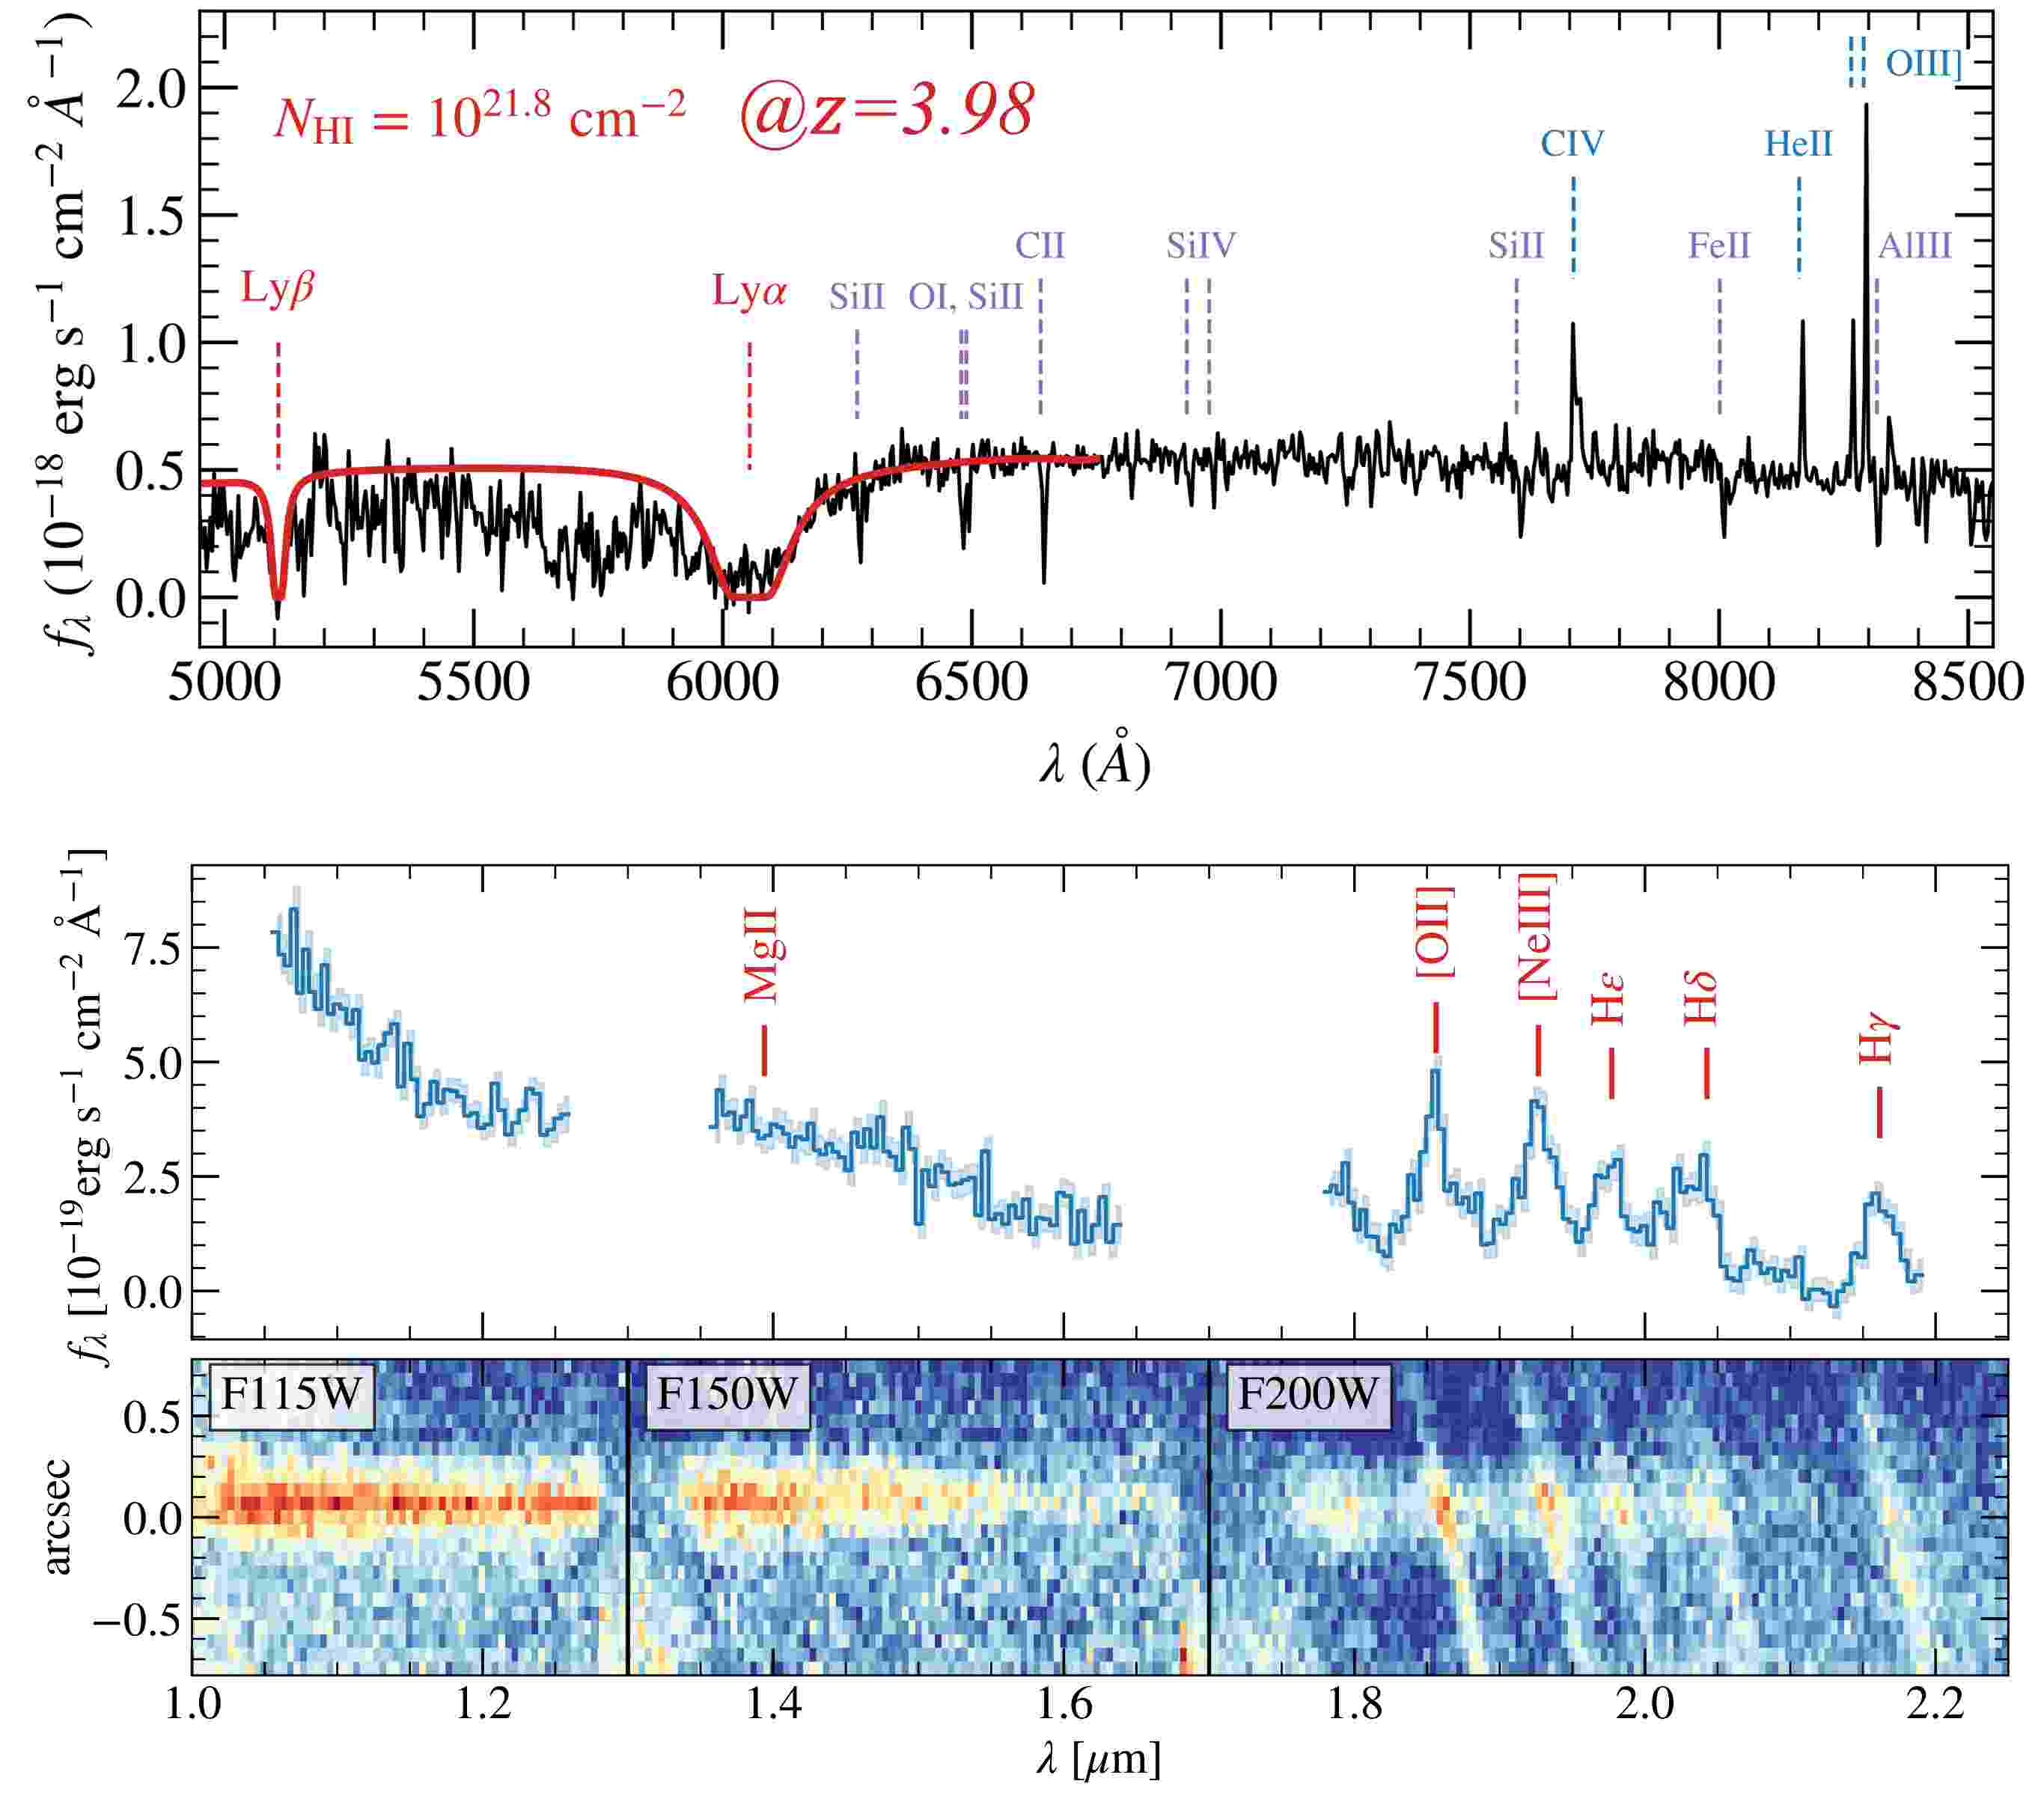 N_HI = 10^21.8 cm^−2 @z=3.98
OIII]
CIV HeII
CII SiIV SiII FeII AlIII
Lyβ Lyα SiII OI, SiII
2.0
1.5
1.0
0.5
0.0
f_λ (10^−18 erg s^−1 cm^−2 Å^−1)
5000 5500 6000 6500 7000 7500 8000 8500
λ (Å)
MgII [OII] [NeIII] Hε Hδ Hγ
7.5
5.0
2.5
0.0
f_λ [10^−19erg s^−1 cm^−2 Å^−1]
F115W F150W F200W
0.5
0.0
−0.5
arcsec
1.0 1.2 1.4 1.6 1.8 2.0 2.2
λ [μm]